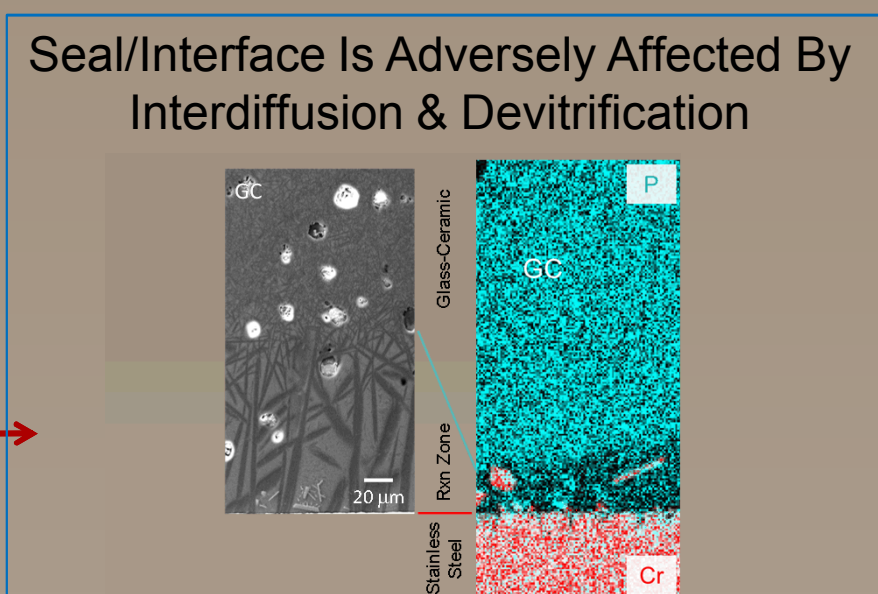 Seal/Interface Is Adversely Affected By
Interdiffusion & Devitrification
GC
20 μm
Glass-Ceramic
Rxn Zone
Stainless
Steel
P
GC
Cr